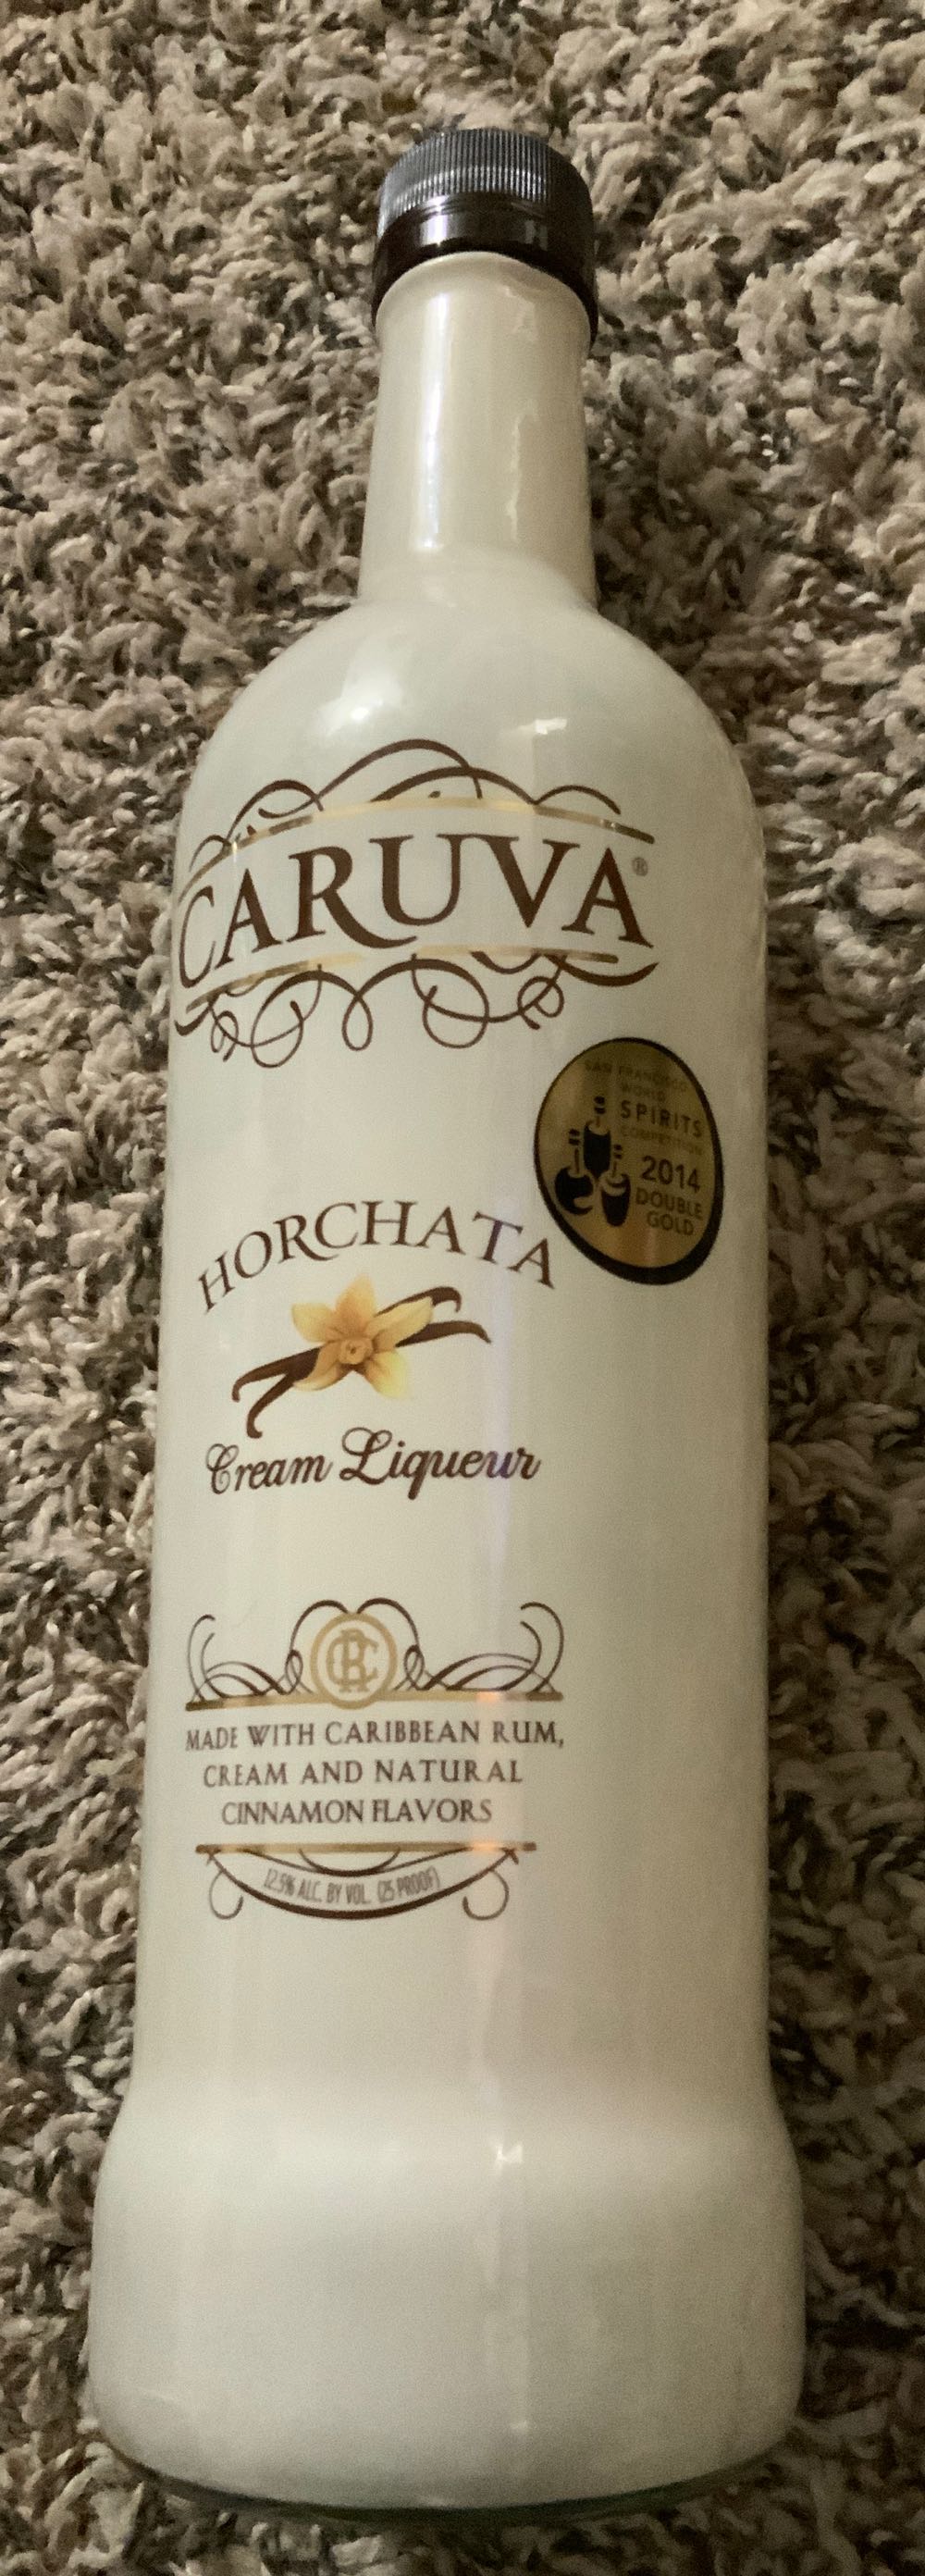 CARUVA®
SAN FRANCISCO
WORLD
SPIRITS
COMPETITION
2014
DOUBLE
GOLD
HORCHATA
Cream Liqueur
MADE WITH CARIBBEAN RUM,
CREAM AND NATURAL
CINNAMON FLAVORS
12.5% ALC. BY VOL. (25 PROOF)